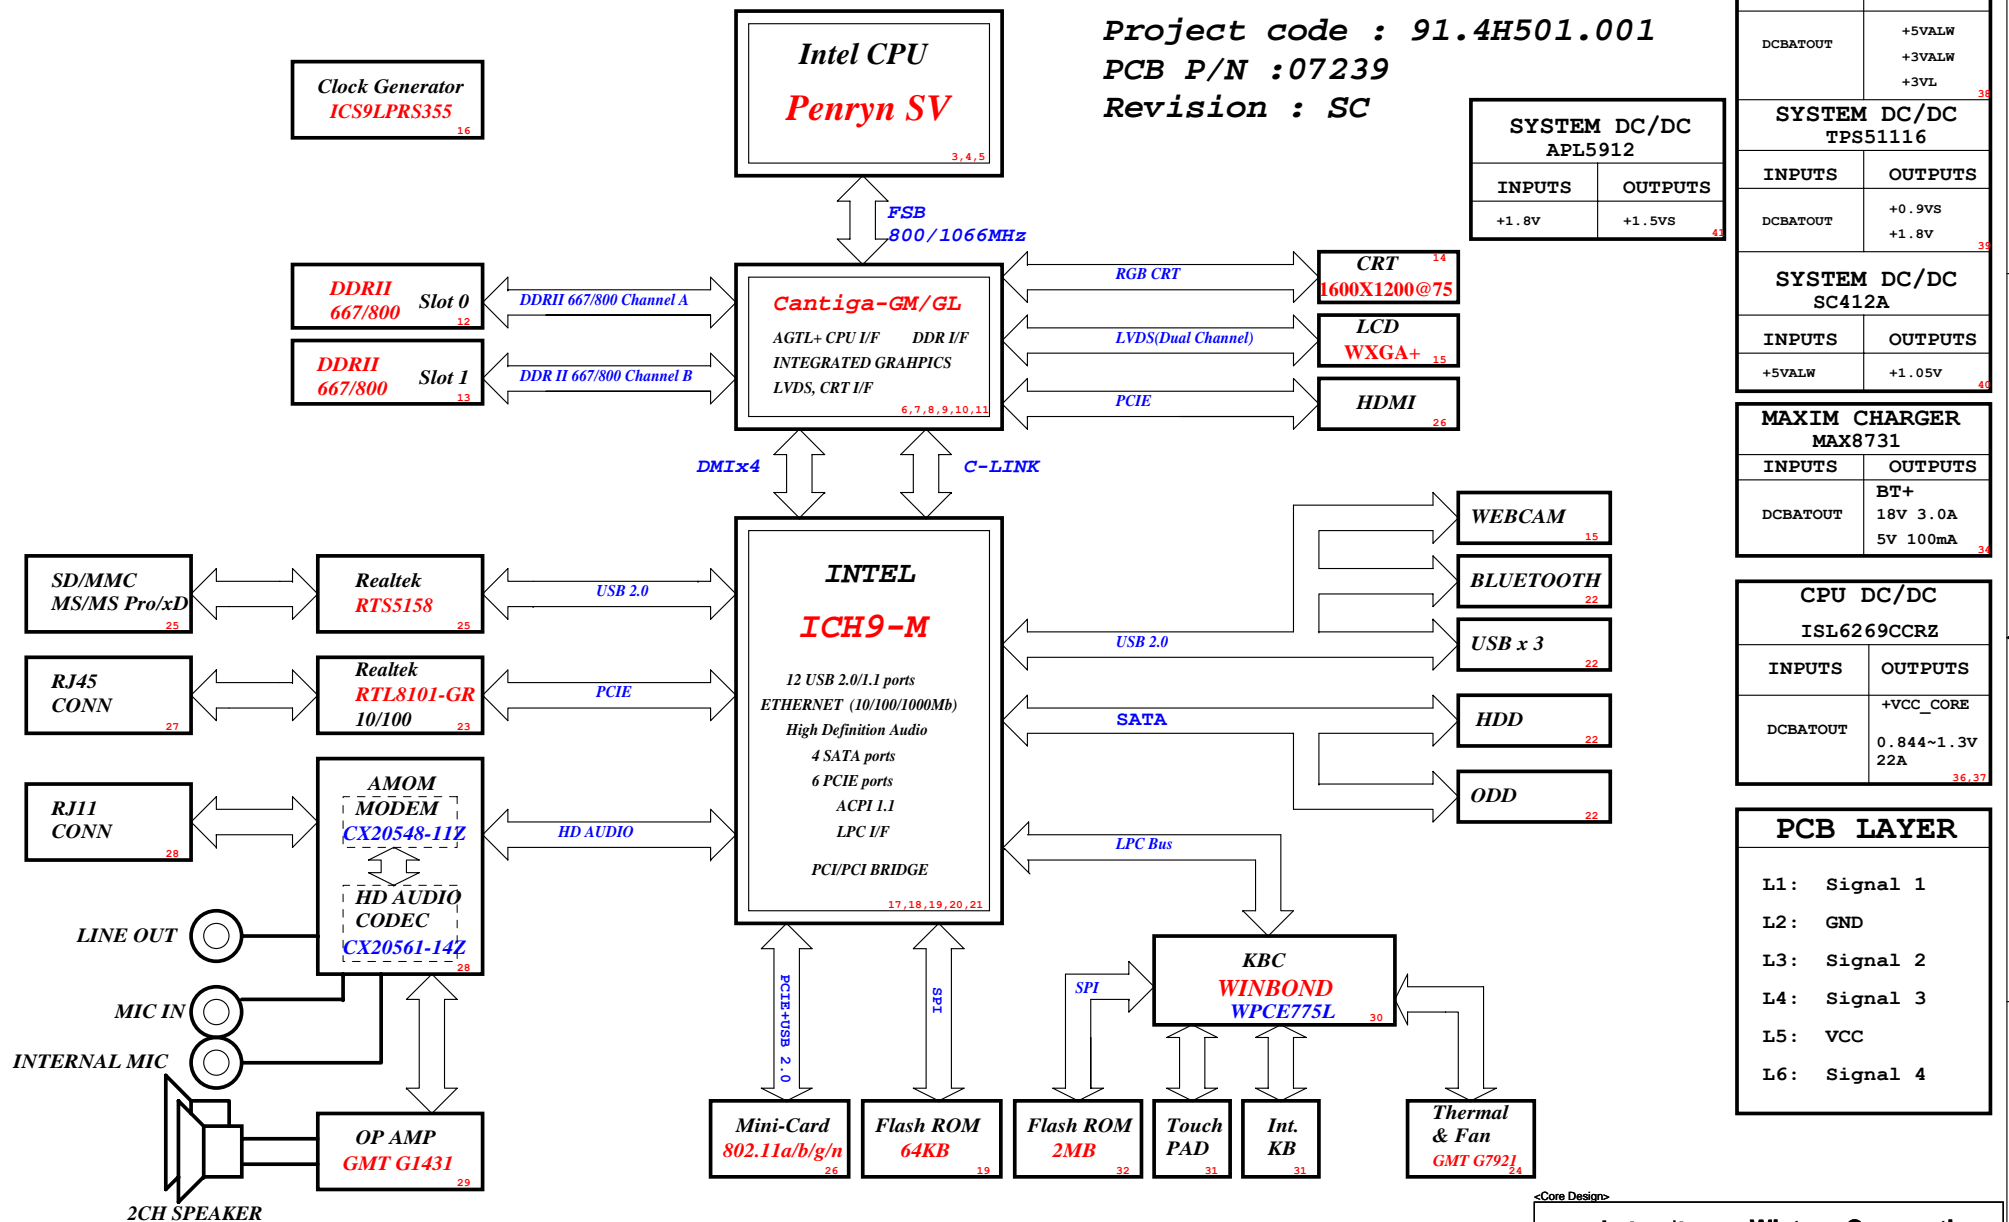 Project code : 91.4H501.001
PCB P/N :07239
Revision : SC
Intel CPU
Penryn SV
3,4,5
Clock Generator
ICS9LPRS355
16
FSB
800/1066MHz
DDRII
667/800
Slot 0
12
DDRII 667/800 Channel A
DDRII
667/800
Slot 1
13
DDR II 667/800 Channel B
Cantiga-GM/GL
AGTL+ CPU I/F DDR I/F
INTEGRATED GRAHPICS
LVDS, CRT I/F
6,7,8,9,10,11
RGB CRT
CRT
14
1600X1200@75
LVDS(Dual Channel)
LCD
WXGA+
15
PCIE
HDMI
26
DMIx4
C-LINK
INTEL
ICH9-M
12 USB 2.0/1.1 ports
ETHERNET (10/100/1000Mb)
High Definition Audio
4 SATA ports
6 PCIE ports
ACPI 1.1
LPC I/F
PCI/PCI BRIDGE
17,18,19,20,21
SD/MMC
MS/MS Pro/xD
25
Realtek
RTS5158
25
USB 2.0
RJ45
CONN
27
Realtek
RTL8101-GR
10/100
23
PCIE
RJ11
CONN
28
AMOM
MODEM
CX20548-11Z
HD AUDIO
CODEC
CX20561-14Z
28
HD AUDIO
LINE OUT
MIC IN
INTERNAL MIC
2CH SPEAKER
OP AMP
GMT G1431
29
WEBCAM
15
BLUETOOTH
22
USB 2.0
USB x 3
22
SATA
HDD
22
ODD
22
LPC Bus
KBC
WINBOND
WPCE775L
30
SPI
PCIE+USB 2.0
SPI
Mini-Card
802.11a/b/g/n
26
Flash ROM
64KB
19
Flash ROM
2MB
32
Touch
PAD
31
Int.
KB
31
Thermal
& Fan
GMT G7921
24
SYSTEM DC/DC
APL5912
INPUTS OUTPUTS
+1.8V +1.5VS
41
DCBATOUT
+5VALW
+3VALW
+3VL
38
SYSTEM DC/DC
TPS51116
INPUTS OUTPUTS
DCBATOUT
+0.9VS
+1.8V
39
SYSTEM DC/DC
SC412A
INPUTS OUTPUTS
+5VALW +1.05V
40
MAXIM CHARGER
MAX8731
INPUTS OUTPUTS
DCBATOUT
BT+
18V 3.0A
5V 100mA
34
CPU DC/DC
ISL6269CCRZ
INPUTS OUTPUTS
DCBATOUT
+VCC_CORE
0.844~1.3V
22A
36,37
PCB LAYER
L1: Signal 1
L2: GND
L3: Signal 2
L4: Signal 3
L5: VCC
L6: Signal 4
<Core Design>